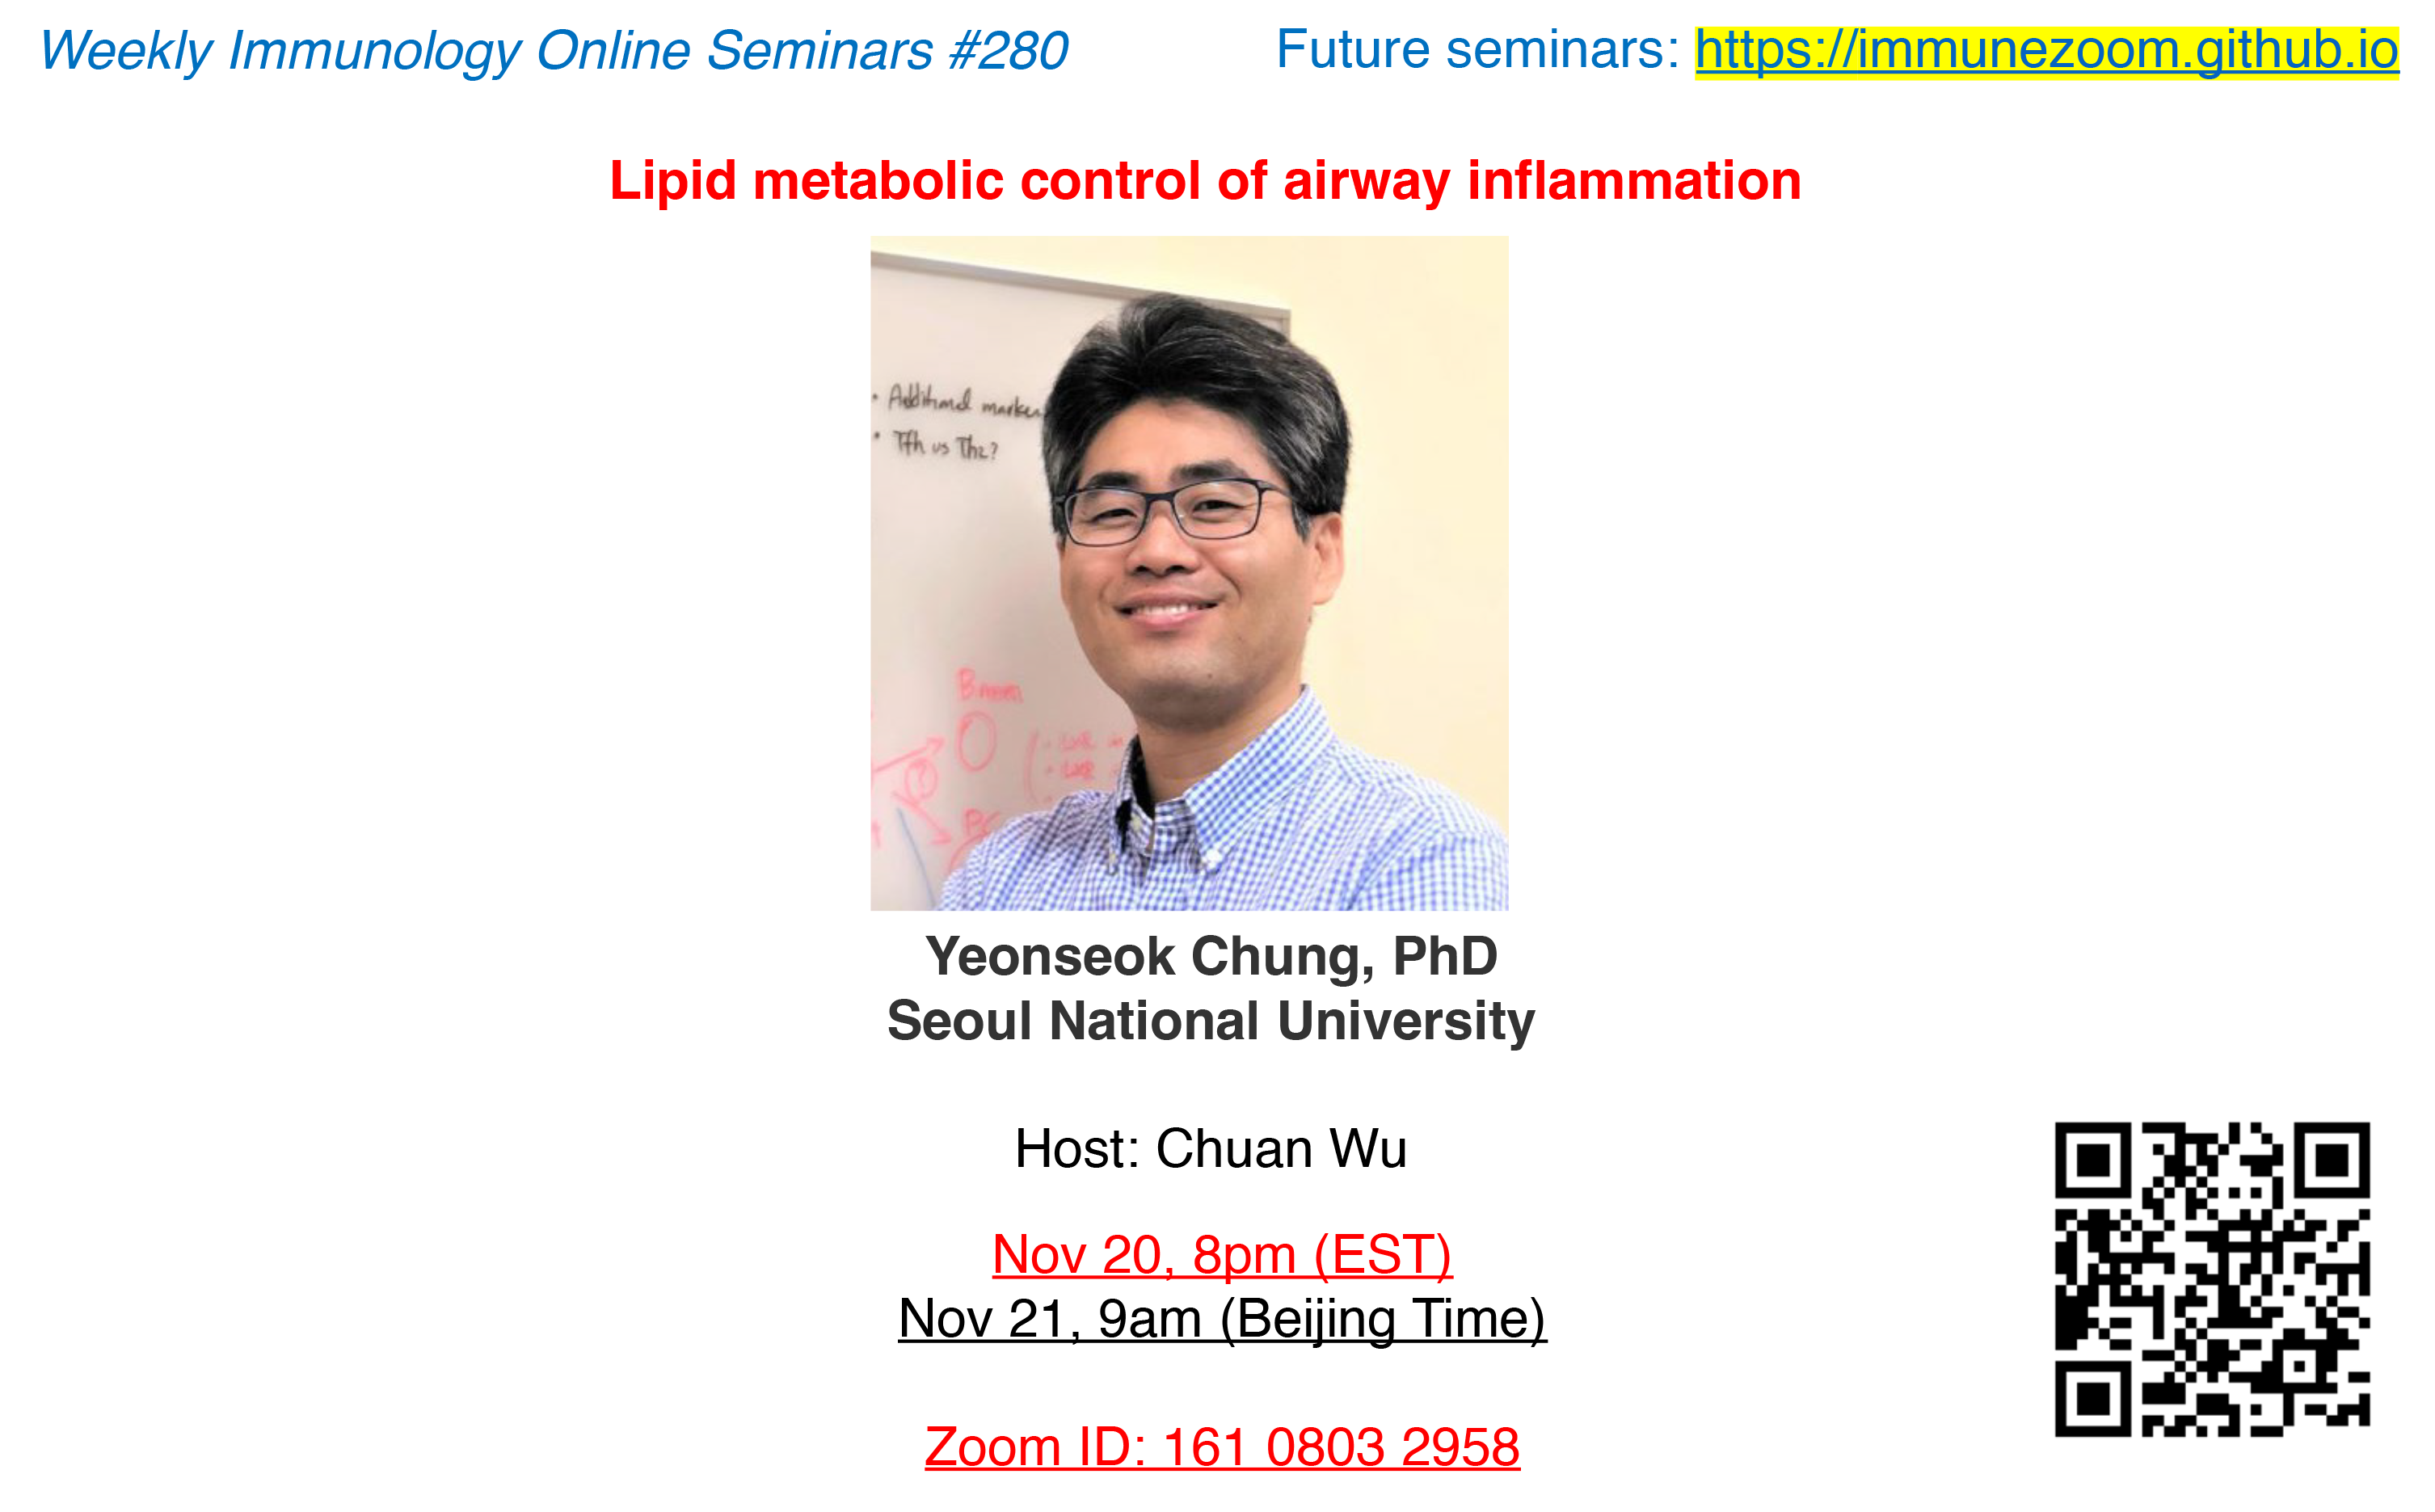 Weekly Immunology Online Seminars #280
Future seminars: https://immunezoom.github.io
Lipid metabolic control of airway inflammation
• Additional marker
• Tfh vs Th2?
Bmem
Yeonseok Chung, PhD
Seoul National University
Host: Chuan Wu
Nov 20, 8pm (EST)
Nov 21, 9am (Beijing Time)
Zoom ID: 161 0803 2958